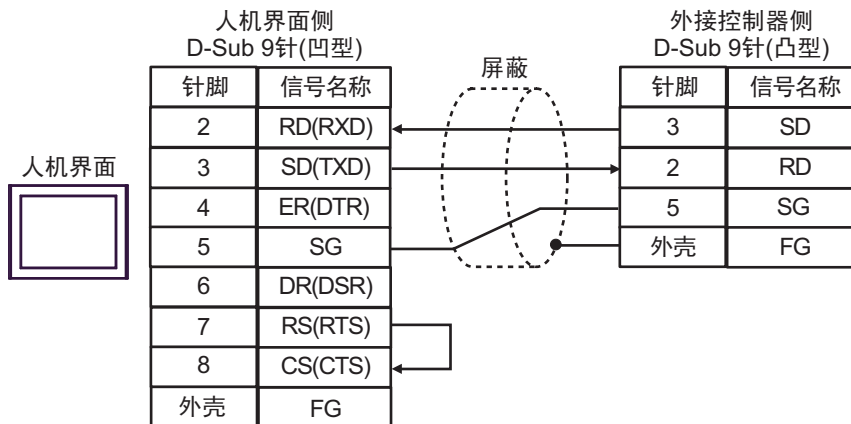 人机界面侧
D-Sub 9针(凹型)
外接控制器侧
D-Sub 9针(凸型)
屏蔽
人机界面
针脚 信号名称
2 RD(RXD)
3 SD(TXD)
4 ER(DTR)
5 SG
6 DR(DSR)
7 RS(RTS)
8 CS(CTS)
外壳 FG
针脚 信号名称
3 SD
2 RD
5 SG
外壳 FG